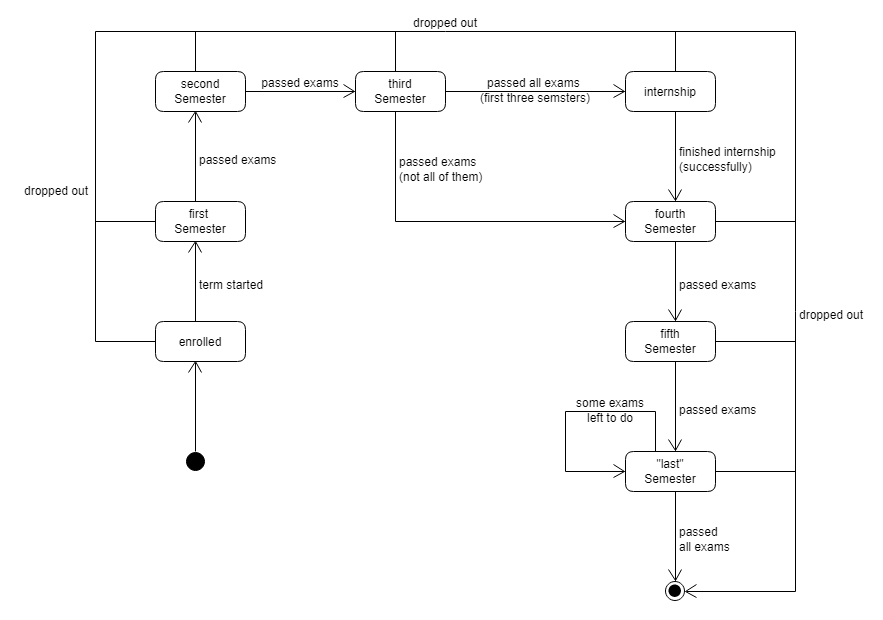 dropped out
second
Semester
passed exams
third
Semester
passed all exams
(first three semsters)
internship
passed exams
passed exams
(not all of them)
finished internship
(successfully)
dropped out
first
Semester
fourth
Semester
term started
passed exams
dropped out
enrolled
fifth
Semester
some exams
left to do
passed exams
"last"
Semester
passed
all exams